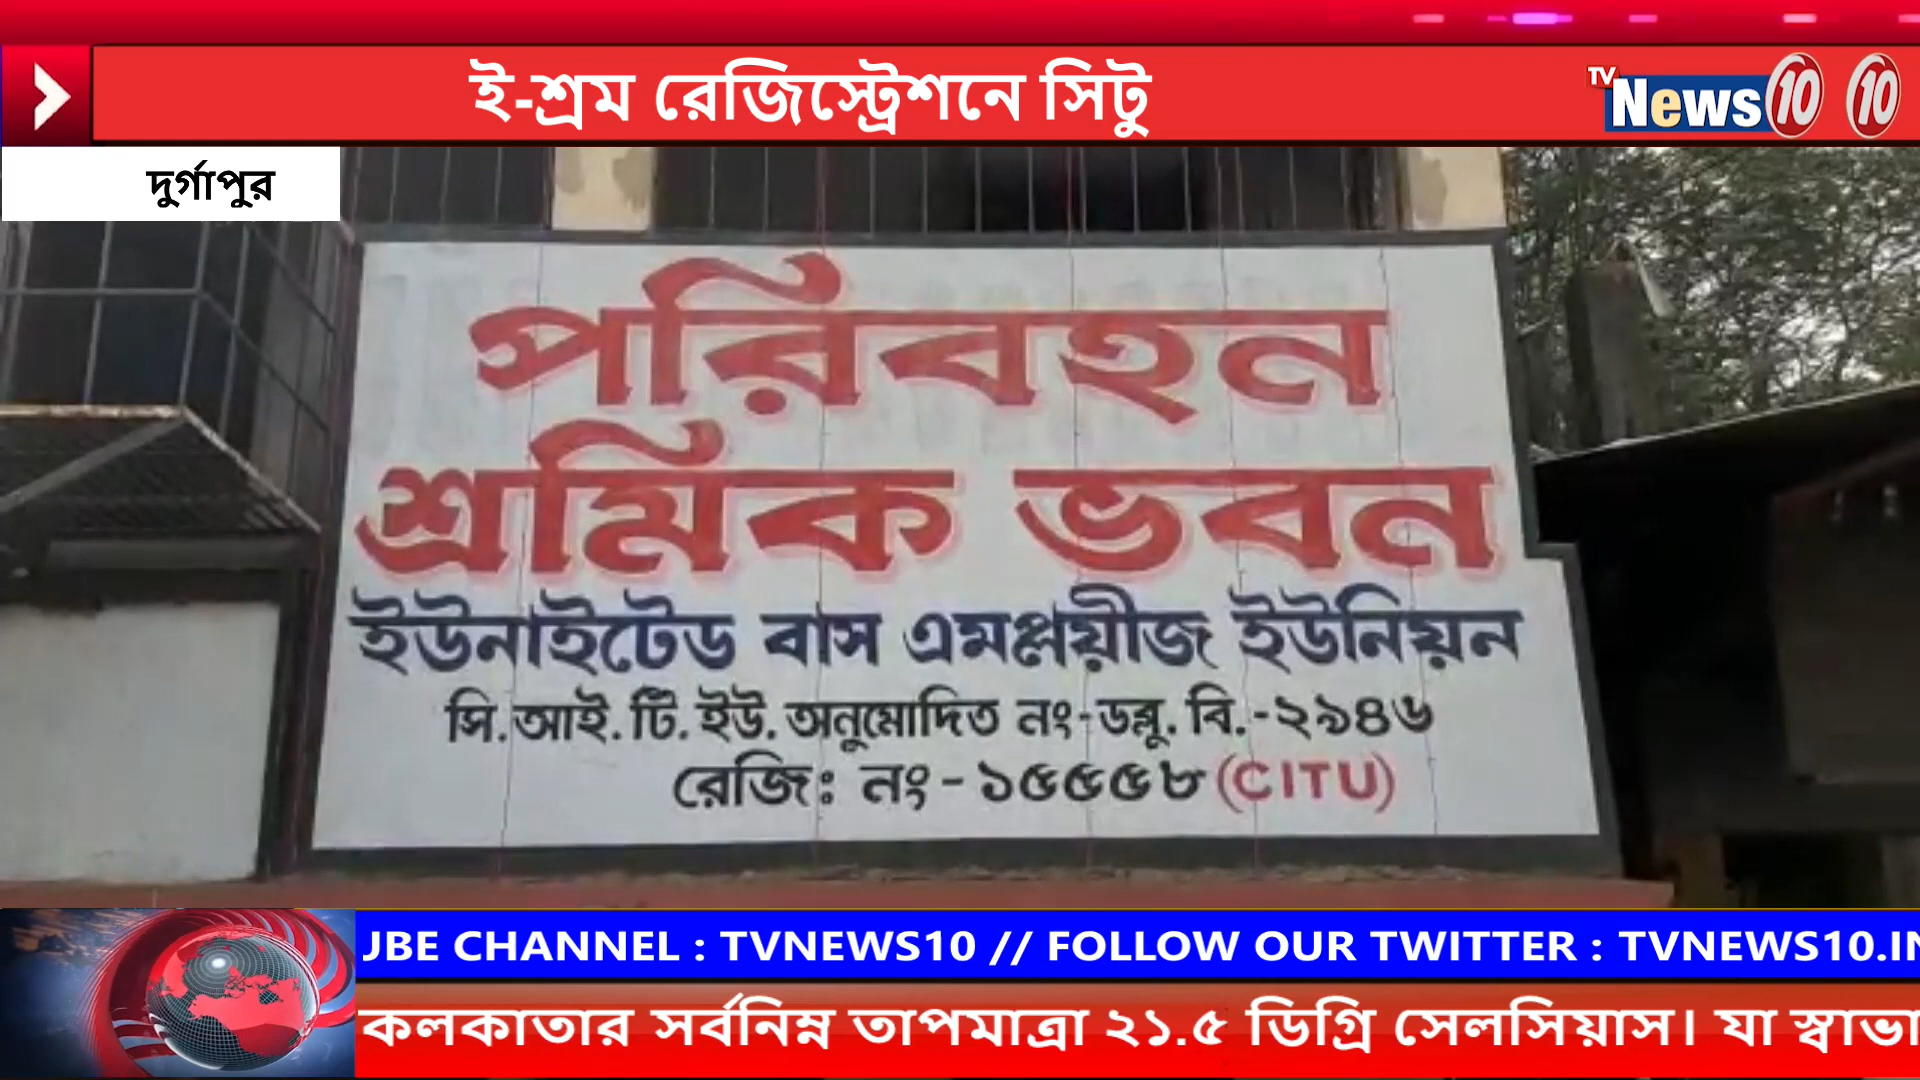 ই-শ্রম রেজিস্ট্রেশনে সিটু
TV News 10 10
দুর্গাপুর
পরিবহন
শ্রমিক ভবন
ইউনাইটেড বাস এমপ্লয়ীজ ইউনিয়ন
সি.আই.টি.ইউ. অনুমোদিত নং-ডব্লু.বি.-২৯৪৬
রেজিঃ নং-১৫৫৫৮ (CITU)
JBE CHANNEL : TVNEWS10 // FOLLOW OUR TWITTER : TVNEWS10.IN
কলকাতার সর্বনিম্ন তাপমাত্রা ২১.৫ ডিগ্রি সেলসিয়াস। যা স্বাভা